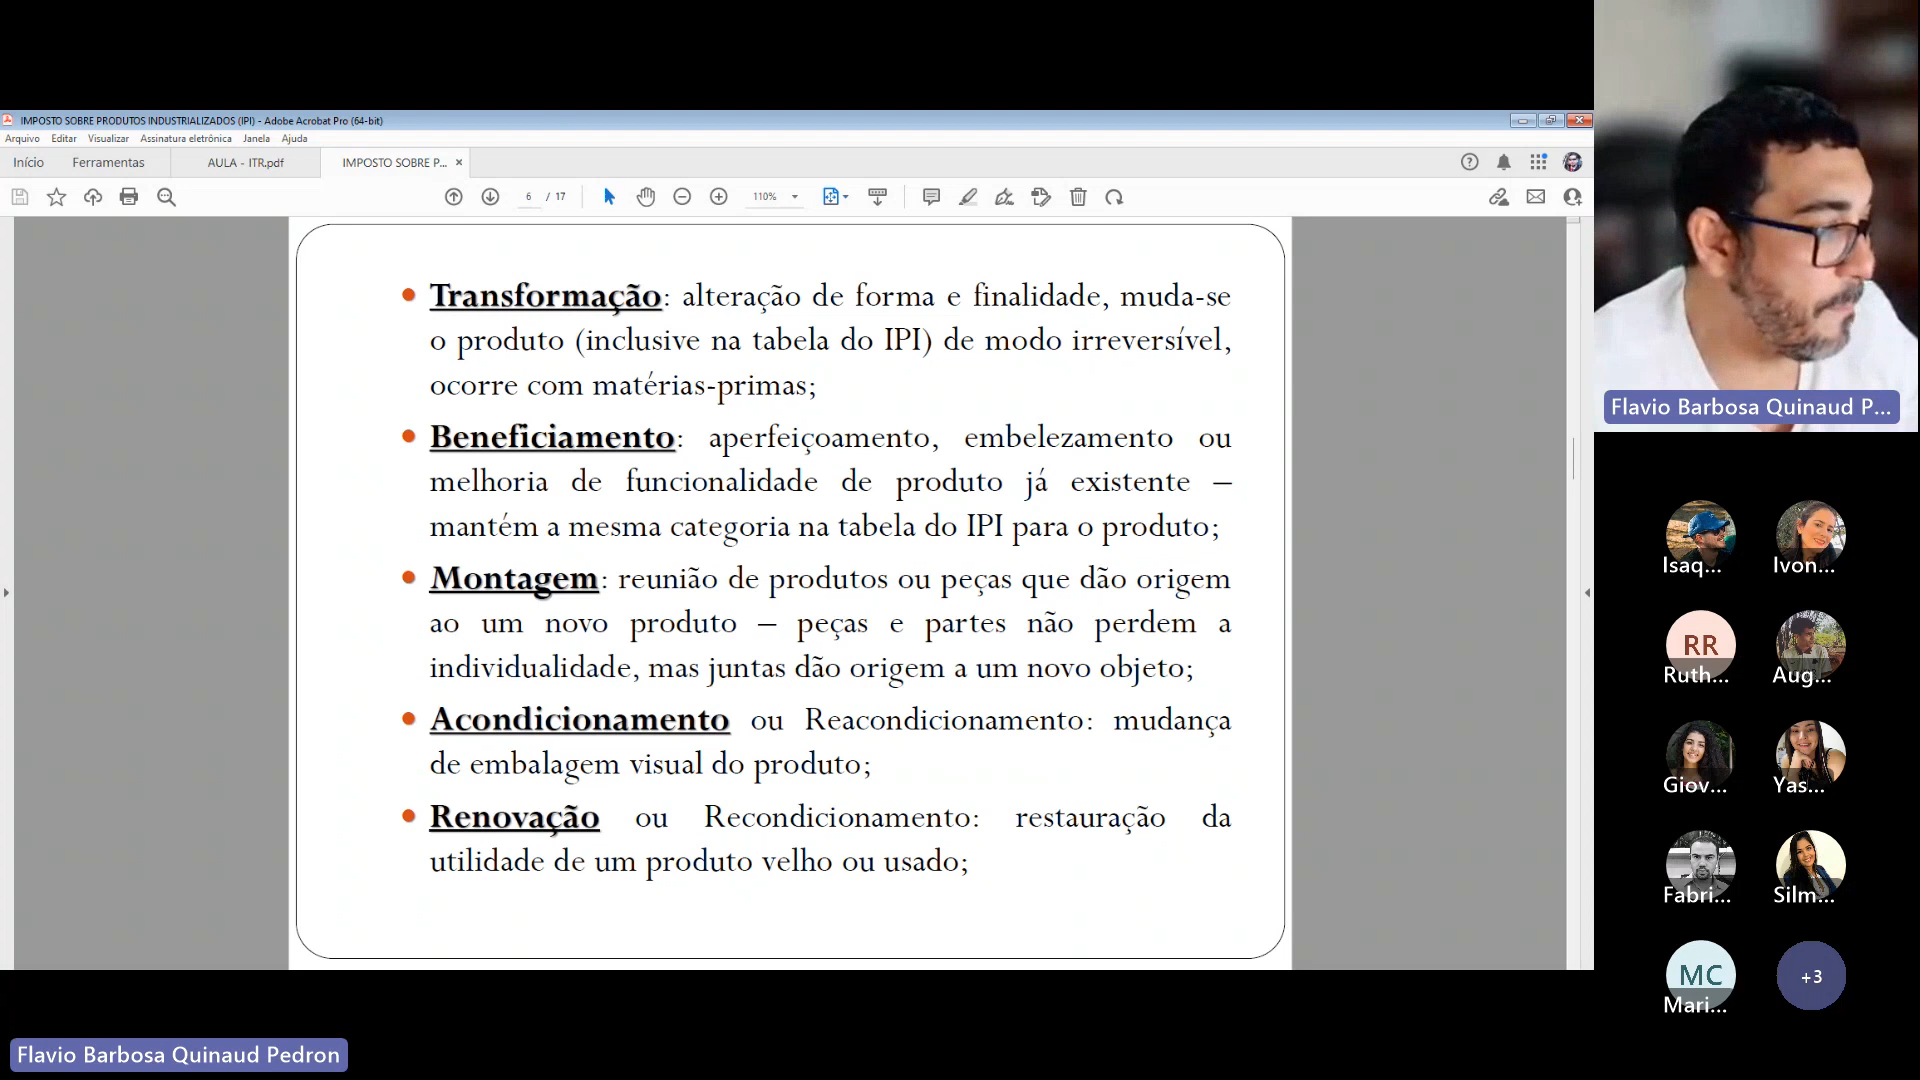 IMPOSTO SOBRE PRODUTOS INDUSTRIALIZADOS (IPI) - Adobe Acrobat Pro (64-bit)
Arquivo Editar Visualizar Assinatura eletrônica Janela Ajuda
Início Ferramentas AULA - ITR.pdf IMPOSTO SOBRE P... ×
6 / 17 110%
• Transformação: alteração de forma e finalidade, muda-se
o produto (inclusive na tabela do IPI) de modo irreversível,
ocorre com matérias-primas;
• Beneficiamento: aperfeiçoamento, embelezamento ou
melhoria de funcionalidade de produto já existente –
mantém a mesma categoria na tabela do IPI para o produto;
• Montagem: reunião de produtos ou peças que dão origem
ao um novo produto – peças e partes não perdem a
individualidade, mas juntas dão origem a um novo objeto;
• Acondicionamento ou Reacondicionamento: mudança
de embalagem visual do produto;
• Renovação ou Recondicionamento: restauração da
utilidade de um produto velho ou usado;
Flavio Barbosa Quinaud P...
Isaq... Ivon...
RR
Ruth... Aug...
Giov... Yas...
Fabri... Silm...
MC +3
Mari...
Flavio Barbosa Quinaud Pedron